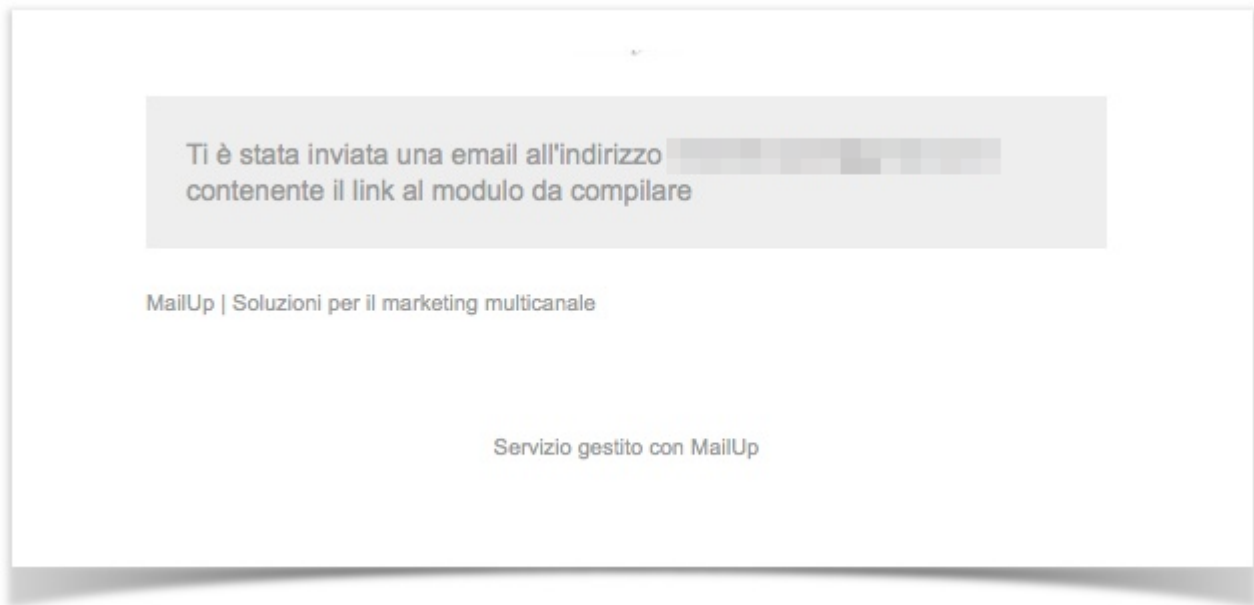 Ti è stata inviata una email all'indirizzo
contenente il link al modulo da compilare
MailUp | Soluzioni per il marketing multicanale
Servizio gestito con MailUp